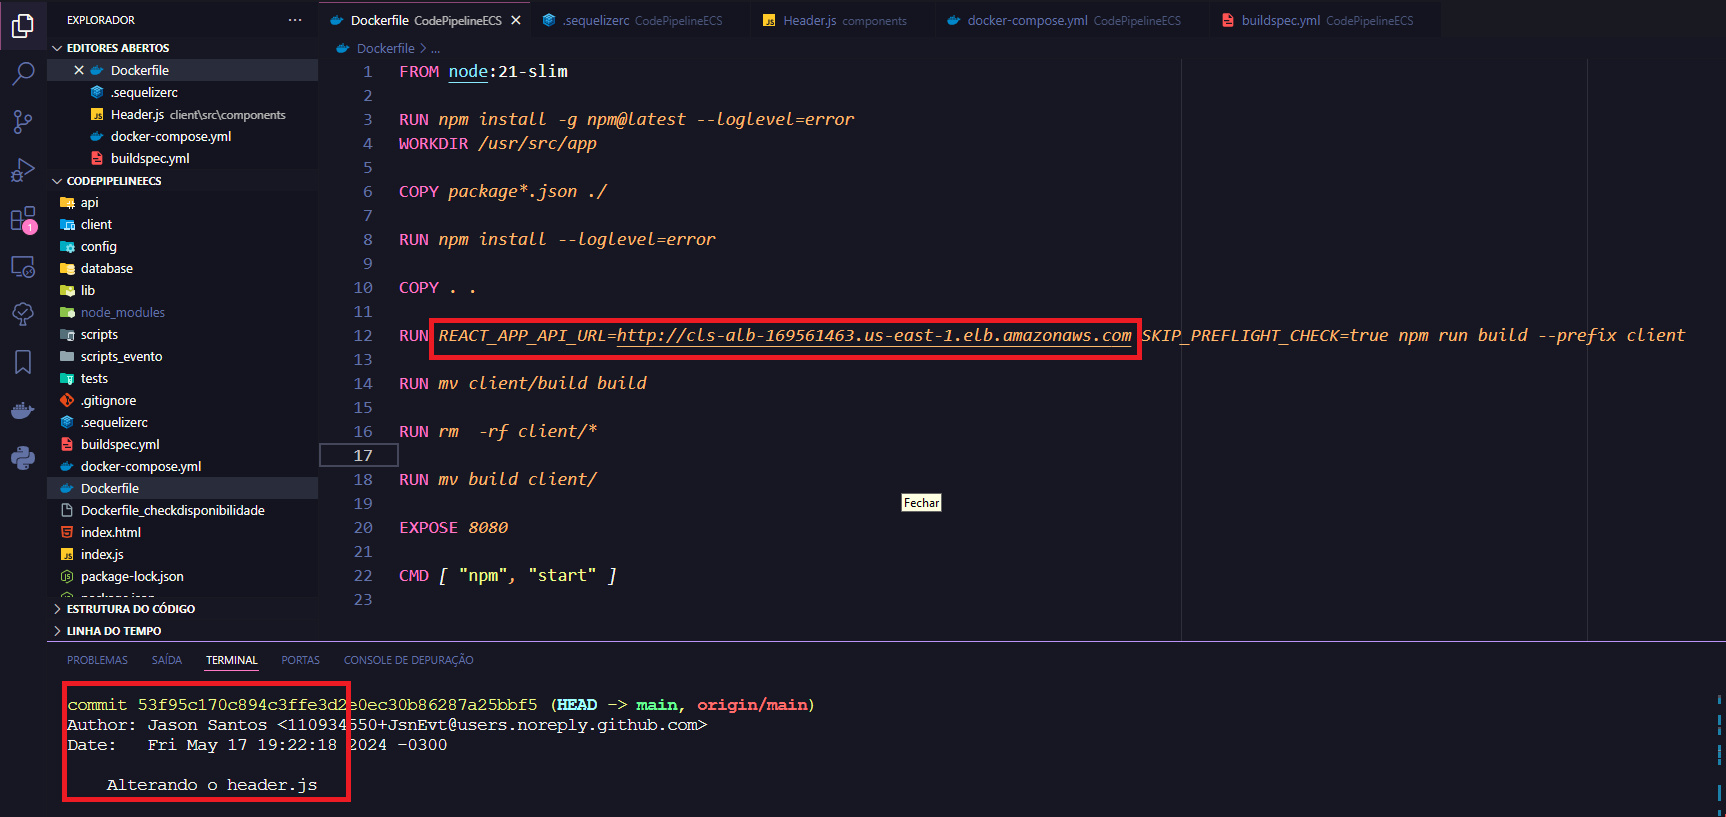 EXPLORADOR
EDITORES ABERTOS
Dockerfile
.sequelizerc
Header.js client\src\components
docker-compose.yml
buildspec.yml
CODEPIPELINEECS
api
client
config
database
lib
node_modules
scripts
scripts_evento
tests
.gitignore
.sequelizerc
buildspec.yml
docker-compose.yml
Dockerfile
Dockerfile_checkdisponibilidade
index.html
index.js
package-lock.json
package.json
ESTRUTURA DO CÓDIGO
LINHA DO TEMPO
1
Dockerfile CodePipelineECS
.sequelizerc CodePipelineECS
Header.js components
docker-compose.yml CodePipelineECS
buildspec.yml CodePipelineECS
Dockerfile > ...
1 FROM node:21-slim
2
3 RUN npm install -g npm@latest --loglevel=error
4 WORKDIR /usr/src/app
5
6 COPY package*.json ./
7
8 RUN npm install --loglevel=error
9
10 COPY . .
11
12 RUN REACT_APP_API_URL=http://cls-alb-169561463.us-east-1.elb.amazonaws.com SKIP_PREFLIGHT_CHECK=true npm run build --prefix client
13
14 RUN mv client/build build
15
16 RUN rm  -rf client/*
17
18 RUN mv build client/
19
20 EXPOSE 8080
21
22 CMD [ "npm", "start" ]
23
Fechar
PROBLEMAS SAÍDA TERMINAL PORTAS CONSOLE DE DEPURAÇÃO
commit 53f95c170c894c3ffe3d2e0ec30b86287a25bbf5 (HEAD -> main, origin/main)
Author: Jason Santos <110934550+JsnEvt@users.noreply.github.com>
Date:   Fri May 17 19:22:18 2024 -0300
Alterando o header.js